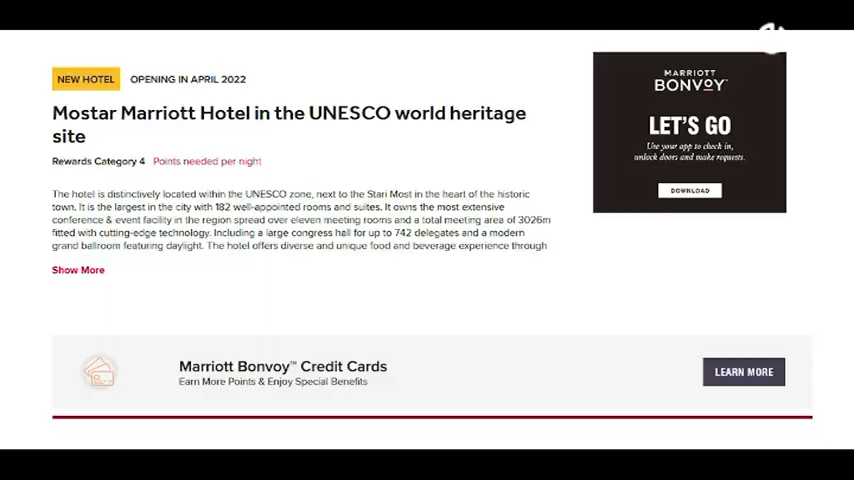 NEW HOTEL OPENING IN APRIL 2022
Mostar Marriott Hotel in the UNESCO world heritage
site
Rewards Category 4 Points needed per night
The hotel is distinctively located within the UNESCO zone, next to the Stari Most in the heart of the historic
town. It is the largest in the city with 182 well-appointed rooms and suites. It owns the most extensive
conference & event facility in the region spread over eleven meeting rooms and a total meeting area of 3026m
fitted with cutting-edge technology. Including a large congress hall for up to 742 delegates and a modern
grand ballroom featuring daylight. The hotel offers diverse and unique food and beverage experience through
Show More
MARRIOTT
BONVOY™
LET'S GO
Use your app to check in,
unlock doors and make requests.
DOWNLOAD
Marriott Bonvoy™ Credit Cards
Earn More Points & Enjoy Special Benefits
LEARN MORE